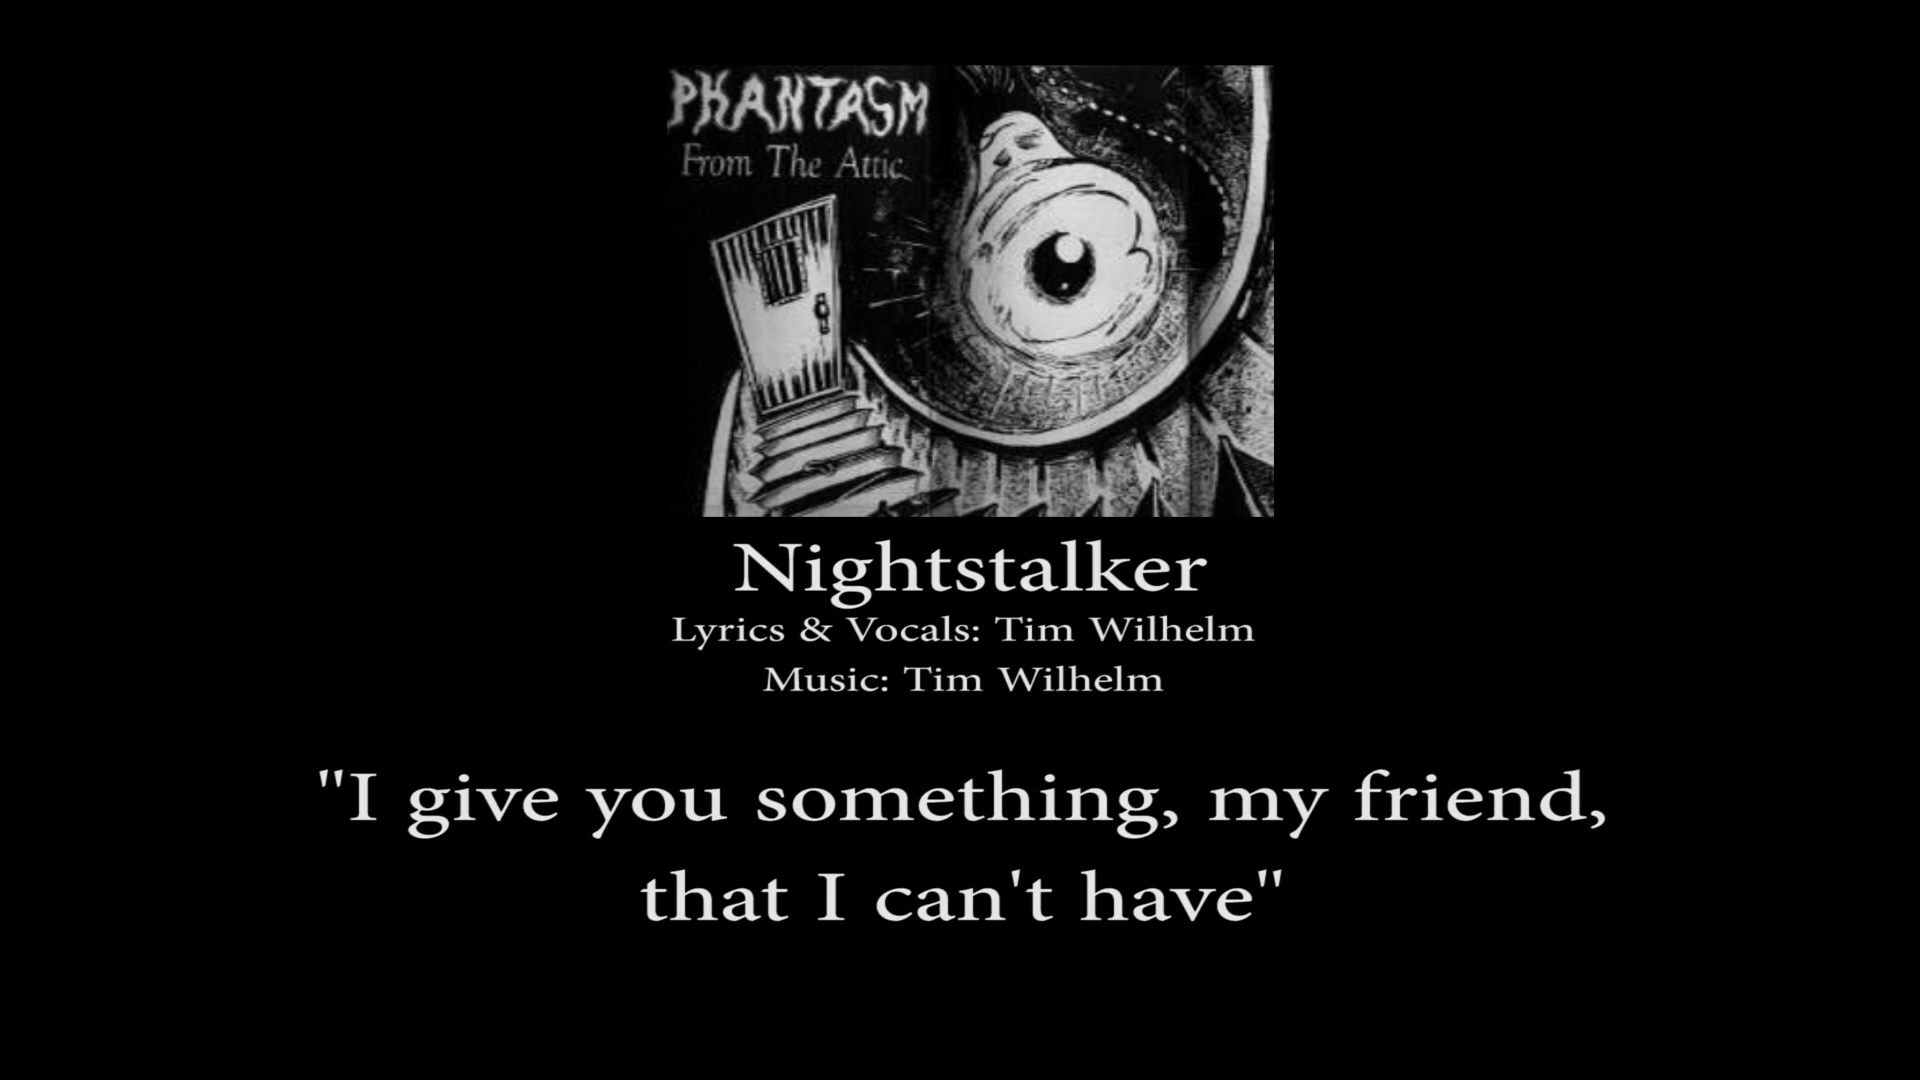 PHANTASM
From The Attic
Nightstalker
Lyrics & Vocals: Tim Wilhelm
Music: Tim Wilhelm
"I give you something, my friend,
that I can't have"